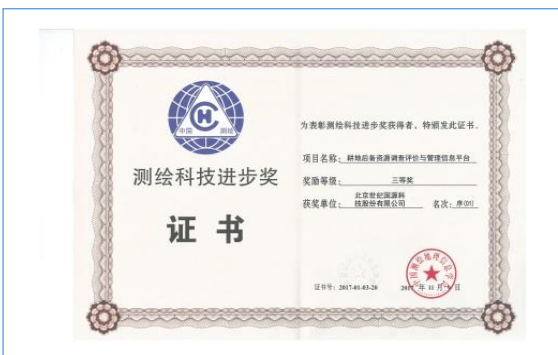 中国 测绘
测绘科技进步奖
证书
为表彰测绘科技进步奖获得者，特颁发此证书。
项目名称：耕地后备资源调查评价与管理信息平台
奖励等级：三等奖
获奖单位：北京世纪国源科技股份有限公司 名次：序(01)
证书号：2017-01-03-20